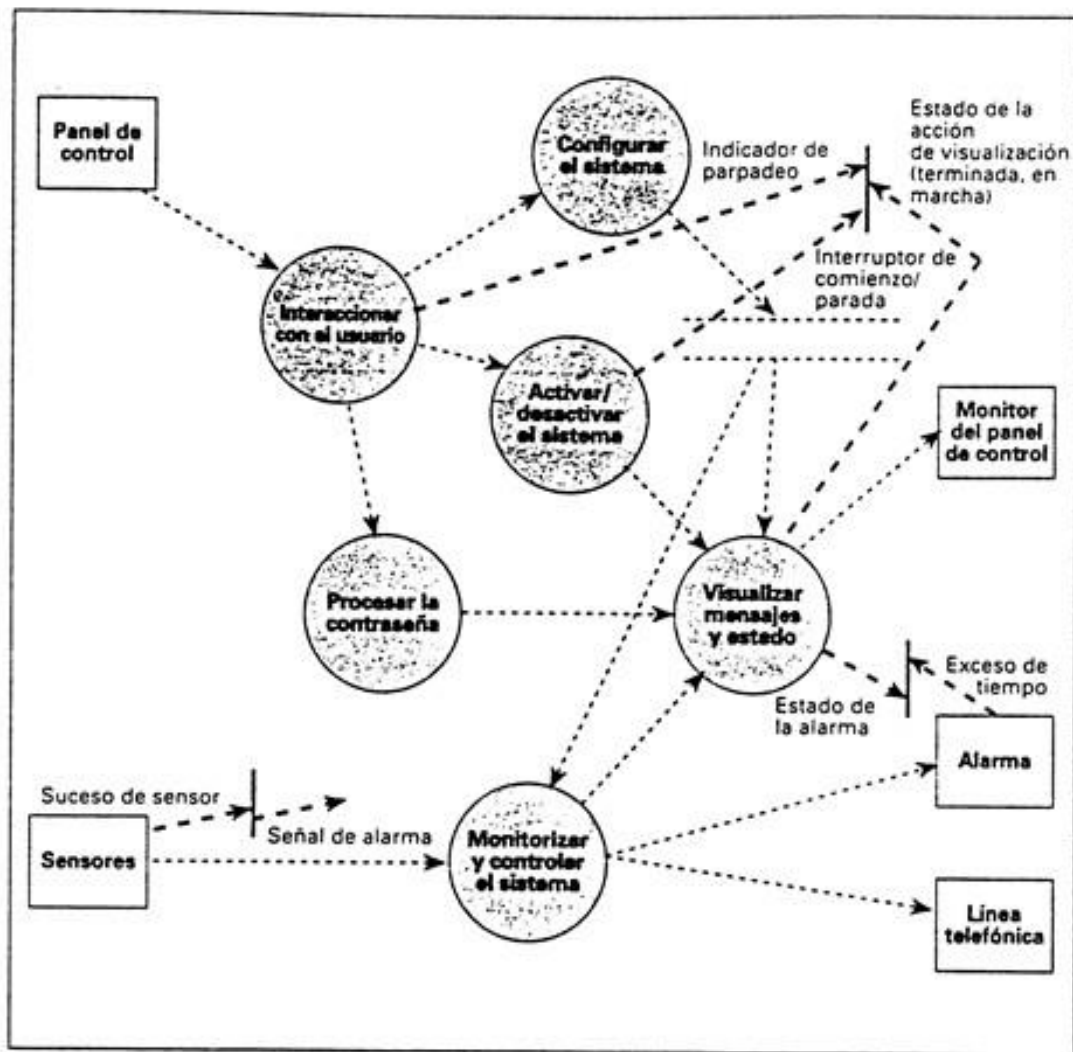 Panel de
control
Configurar
el sistema
Indicador de
parpadeo
Estado de la
acción
de visualización
(terminada, en
marcha)
Interaccionar
con el usuario
Interruptor de
comienzo/
parada
Activar/
desactivar
el sistema
Monitor
del panel
de control
Procesar la
contraseña
Visualizar
mensajes
y estado
Exceso de
tiempo
Estado de
la alarma
Alarma
Suceso de sensor
Señal de alarma
Sensores
Monitorizar
y controlar
el sistema
Línea
telefónica